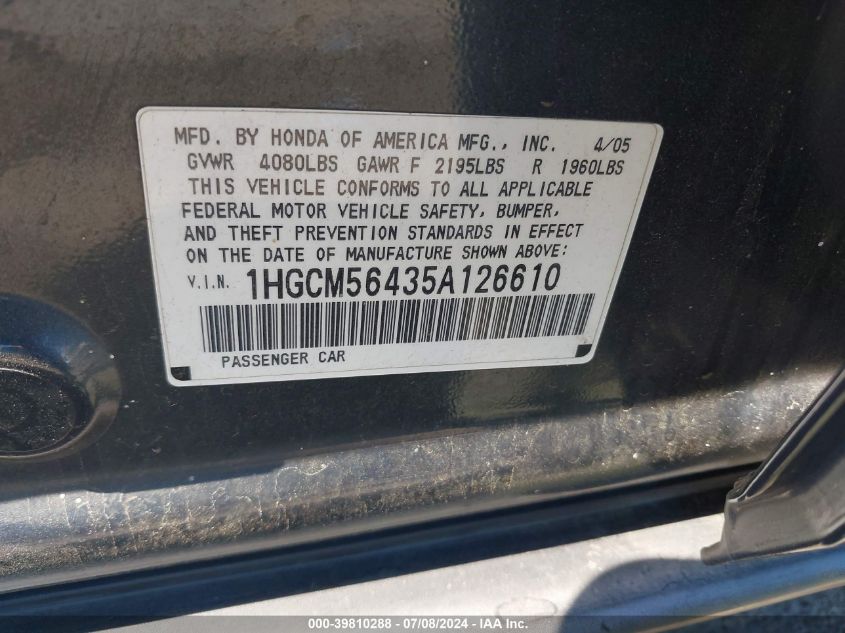 MFD. BY HONDA OF AMERICA MFG., INC. 4/05
GVWR 4080LBS GAWR F 2195LBS R 1960LBS
THIS VEHICLE CONFORMS TO ALL APPLICABLE
FEDERAL MOTOR VEHICLE SAFETY, BUMPER,
AND THEFT PREVENTION STANDARDS IN EFFECT
ON THE DATE OF MANUFACTURE SHOWN ABOVE:
V.I.N. 1HGCM56435A126610
PASSENGER CAR
000-39810288 - 07/08/2024 - IAA Inc.